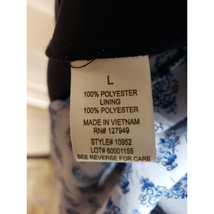 L
100% POLYESTER
LINING
100% POLYESTER
MADE IN VIETNAM
RN# 127949
STYLE# 10952
LOT# 60001155
SEE REVERSE FOR CARE